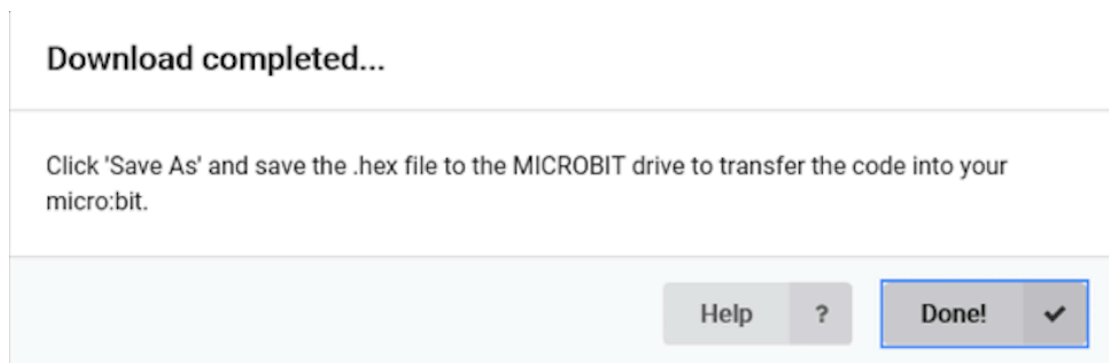 Download completed...
Click 'Save As' and save the .hex file to the MICROBIT drive to transfer the code into your
micro:bit.
Help ?
Done!